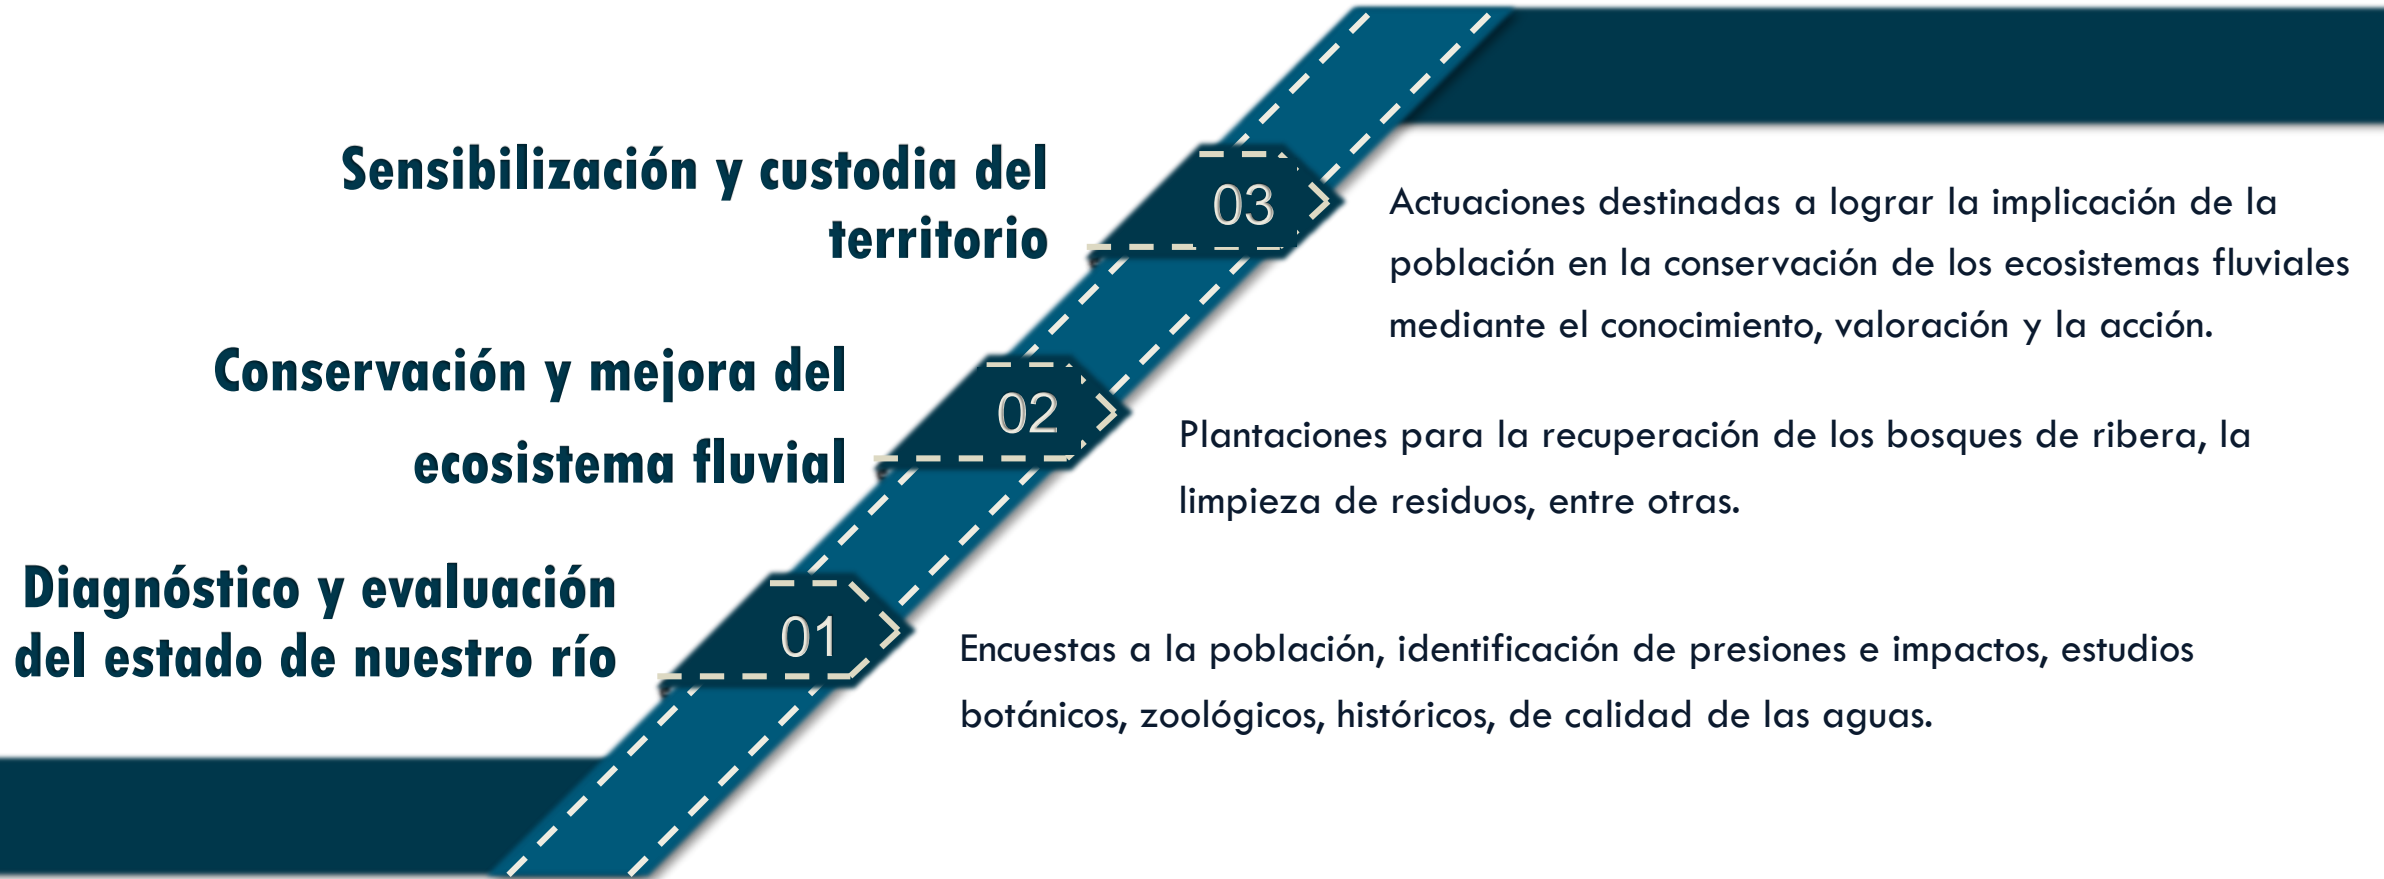 Sensibilización y custodia del
territorio
03
Actuaciones destinadas a lograr la implicación de la
población en la conservación de los ecosistemas fluviales
mediante el conocimiento, valoración y la acción.
Conservación y mejora del
ecosistema fluvial
02
Plantaciones para la recuperación de los bosques de ribera, la
limpieza de residuos, entre otras.
Diagnóstico y evaluación
del estado de nuestro río
01
Encuestas a la población, identificación de presiones e impactos, estudios
botánicos, zoológicos, históricos, de calidad de las aguas.